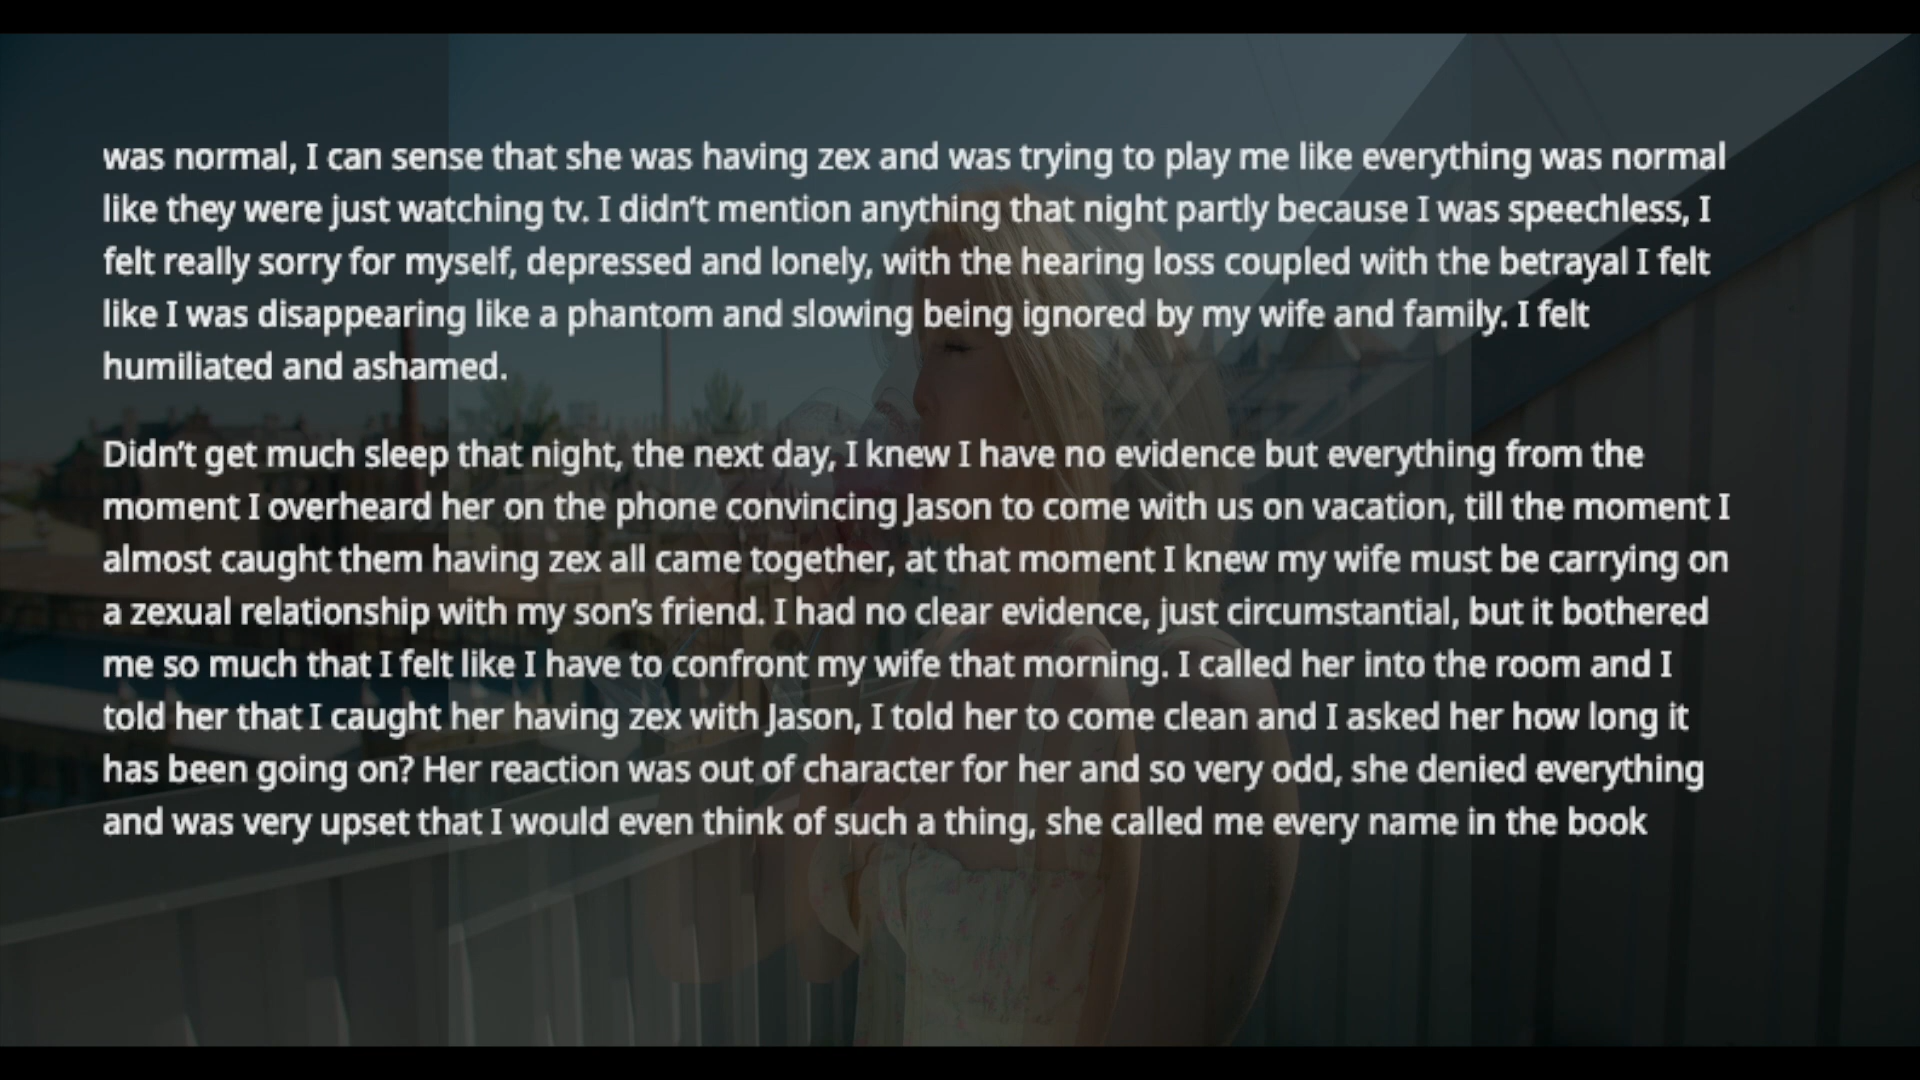 was normal, I can sense that she was having zex and was trying to play me like everything was normal
like they were just watching tv. I didn't mention anything that night partly because I was speechless, I
felt really sorry for myself, depressed and lonely, with the hearing loss coupled with the betrayal I felt
like I was disappearing like a phantom and slowing being ignored by my wife and family. I felt
humiliated and ashamed.
Didn't get much sleep that night, the next day, I knew I have no evidence but everything from the
moment I overheard her on the phone convincing Jason to come with us on vacation, till the moment I
almost caught them having zex all came together, at that moment I knew my wife must be carrying on
a zexual relationship with my son's friend. I had no clear evidence, just circumstantial, but it bothered
me so much that I felt like I have to confront my wife that morning. I called her into the room and I
told her that I caught her having zex with Jason, I told her to come clean and I asked her how long it
has been going on? Her reaction was out of character for her and so very odd, she denied everything
and was very upset that I would even think of such a thing, she called me every name in the book